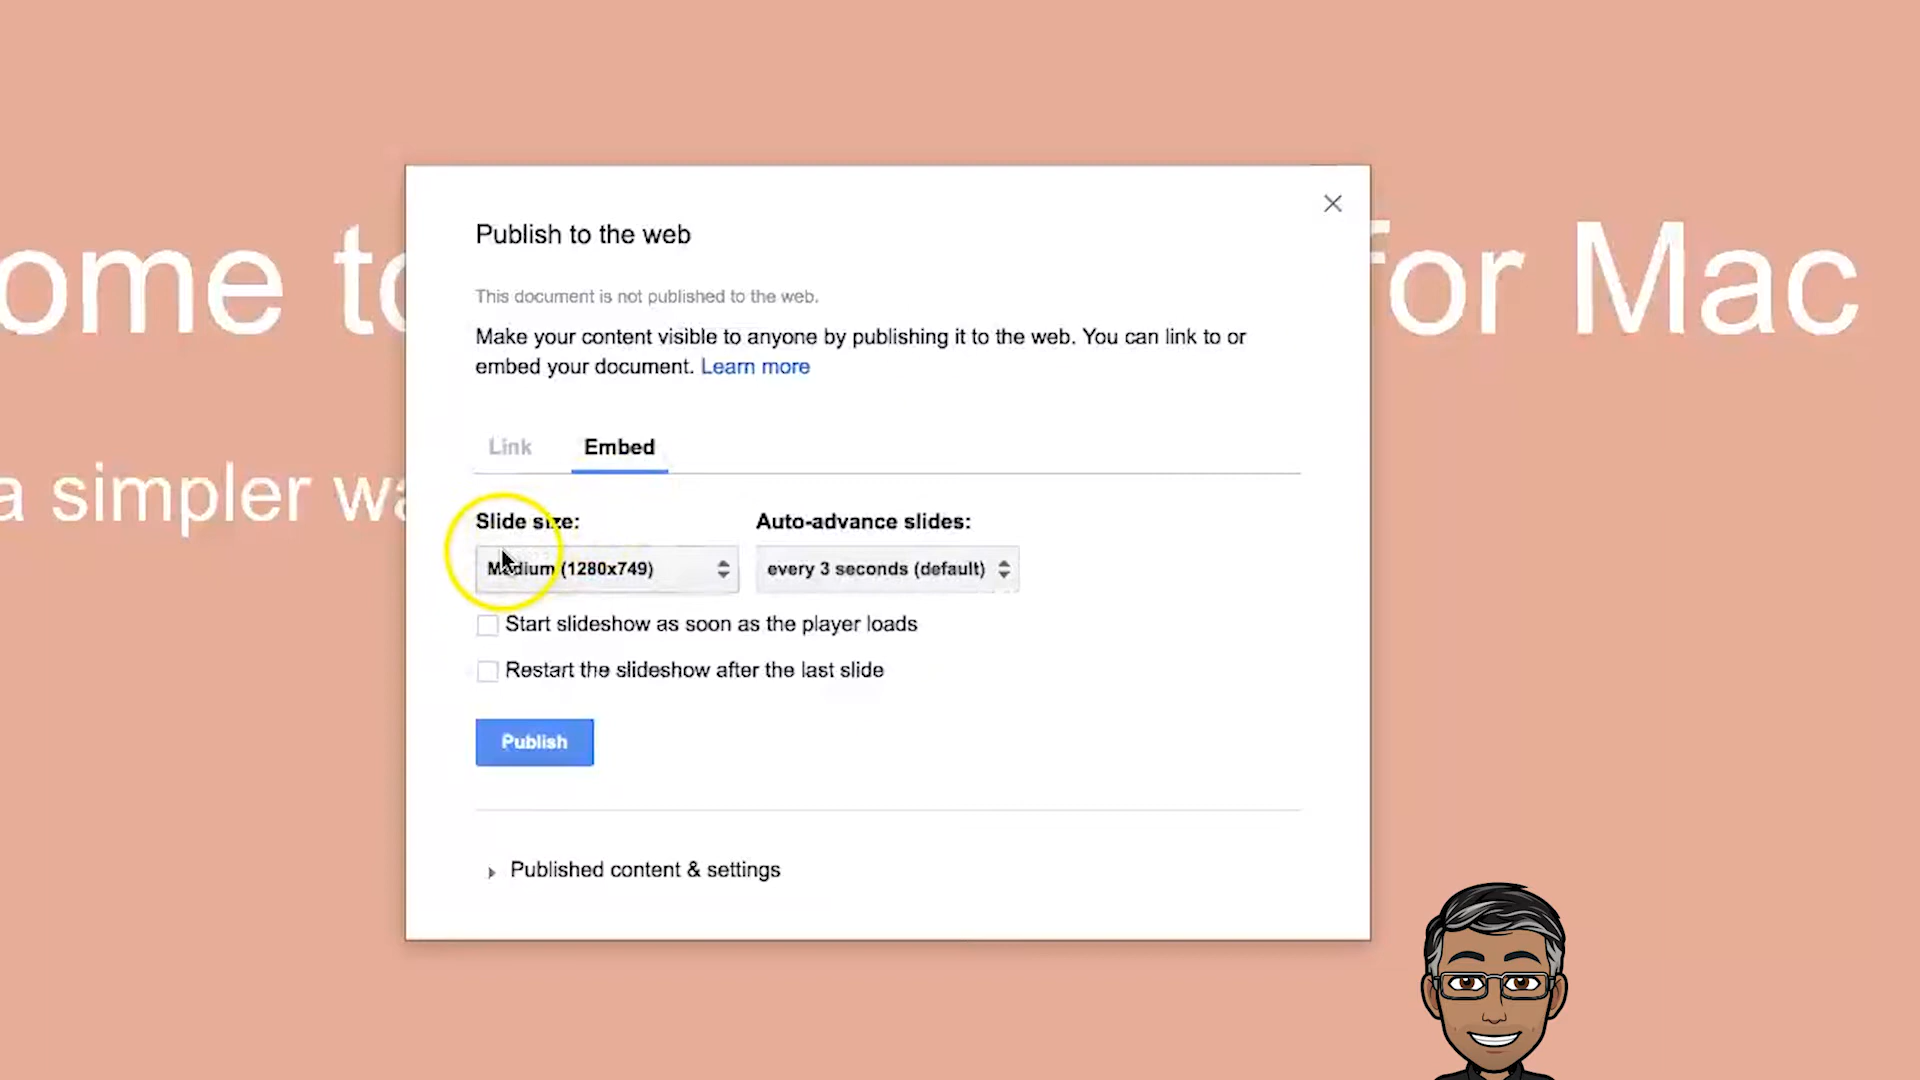 Publish to the web
This document is not published to the web.
ome to
for Mac
Make your content visible to anyone by publishing it to the web. You can link to or
embed your document. Learn more
Link Embed
a simpler wa
Slide size: Auto-advance slides:
Medium (1280x749) every 3 seconds (default)
Start slideshow as soon as the player loads
Restart the slideshow after the last slide
Publish
Published content & settings